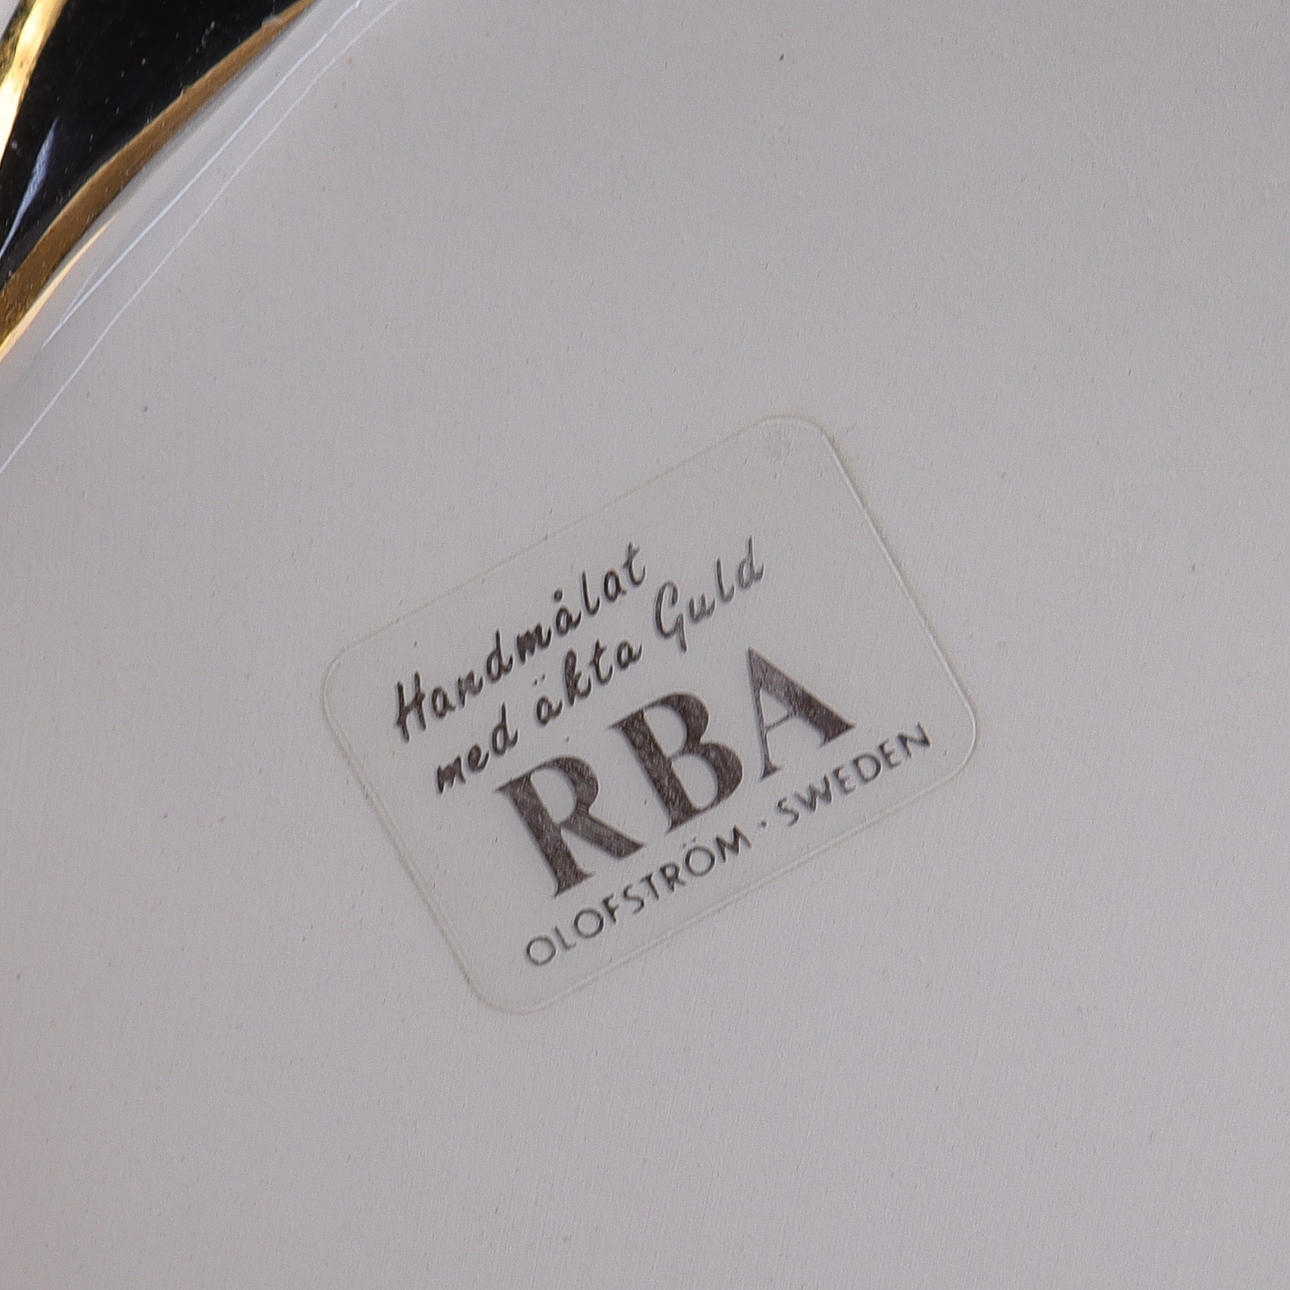 Handmålat
med äkta Guld
RBA
OLOFSTRÖM · SWEDEN